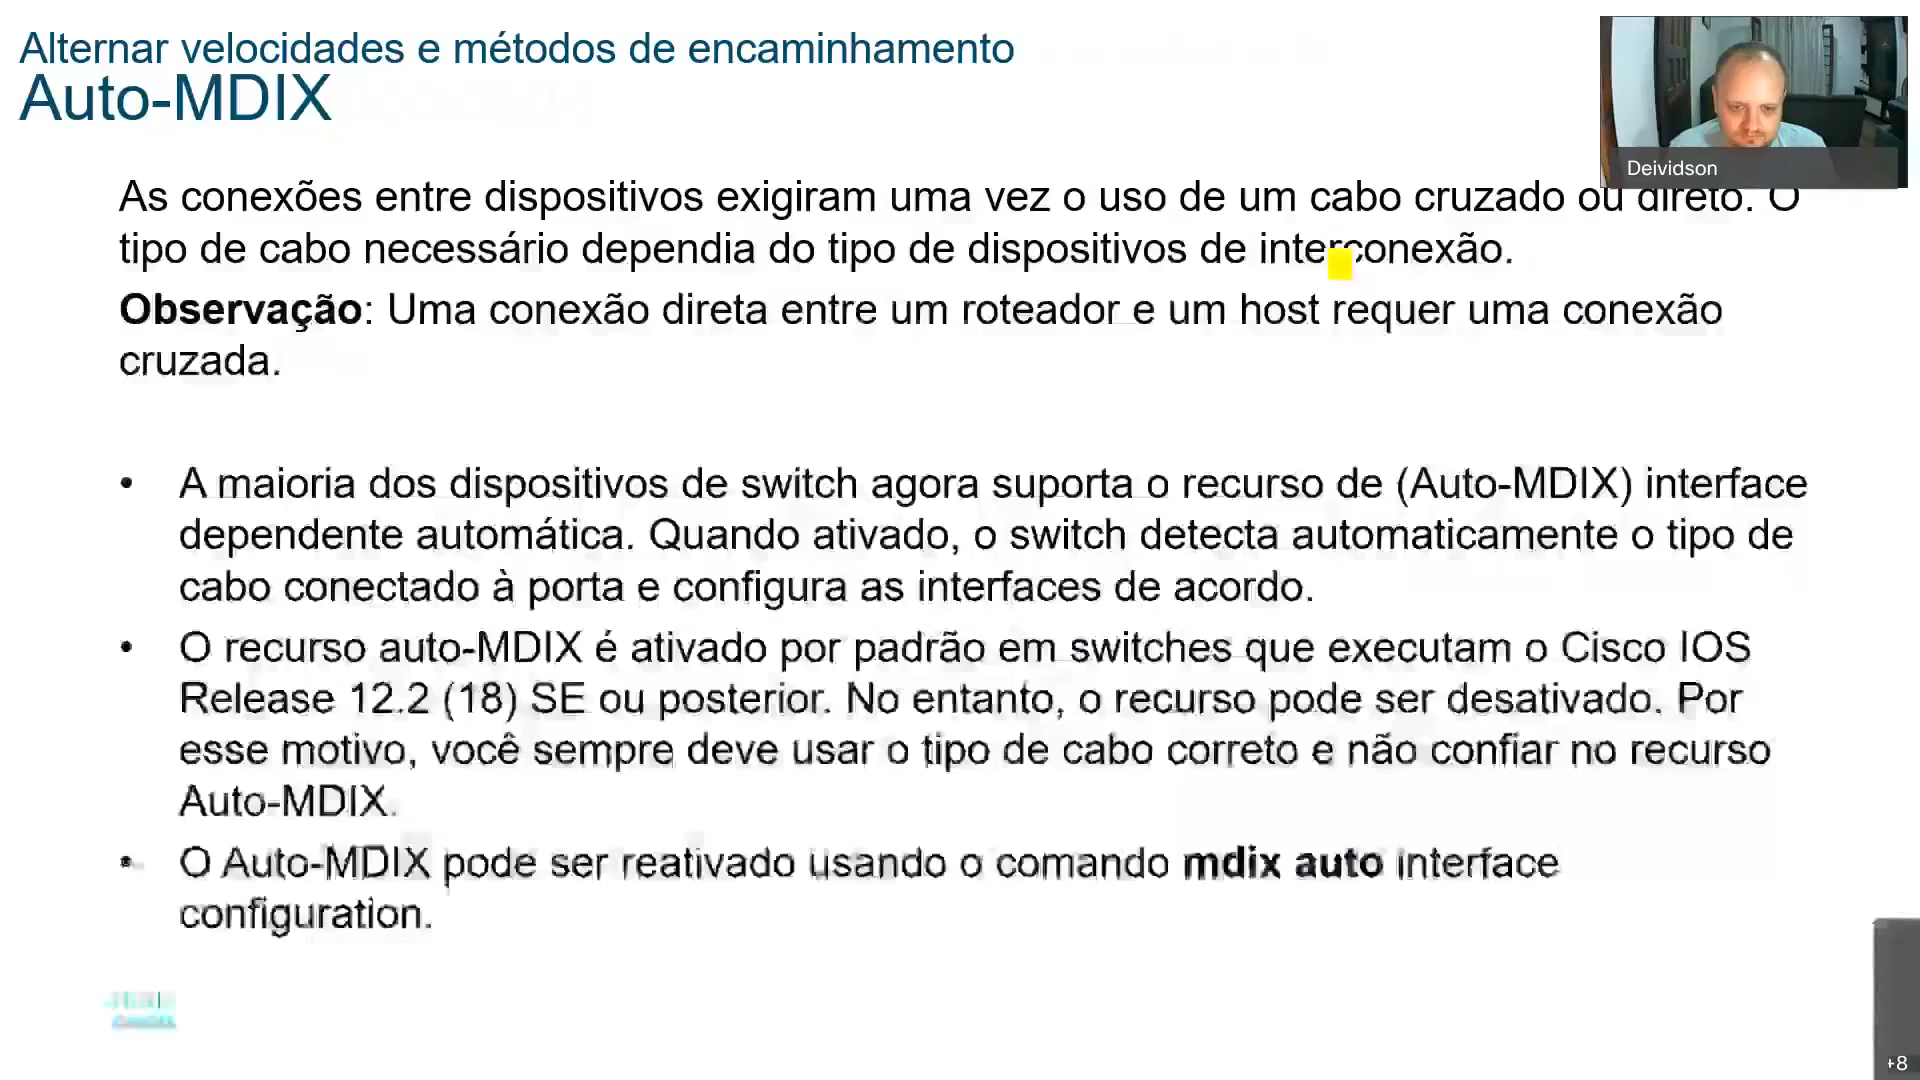 Alternar velocidades e métodos de encaminhamento
Auto-MDIX
Deividson
As conexões entre dispositivos exigiram uma vez o uso de um cabo cruzado ou direto. O
tipo de cabo necessário dependia do tipo de dispositivos de interconexão.
Observação: Uma conexão direta entre um roteador e um host requer uma conexão
cruzada.
• A maioria dos dispositivos de switch agora suporta o recurso de (Auto-MDIX) interface
dependente automática. Quando ativado, o switch detecta automaticamente o tipo de
cabo conectado à porta e configura as interfaces de acordo.
• O recurso auto-MDIX é ativado por padrão em switches que executam o Cisco IOS
Release 12.2 (18) SE ou posterior. No entanto, o recurso pode ser desativado. Por
esse motivo, você sempre deve usar o tipo de cabo correto e não confiar no recurso
Auto-MDIX.
• O Auto-MDIX pode ser reativado usando o comando mdix auto interface
configuration.
+8